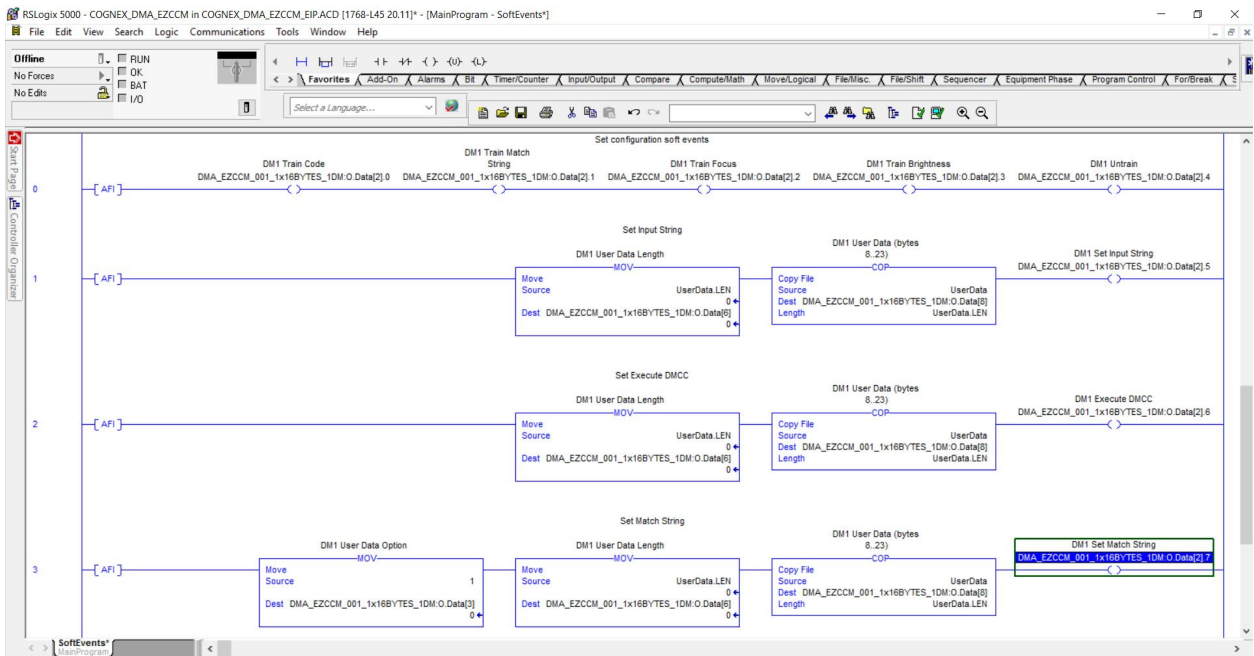 RSLogix 5000 - COGNEX_DMA_EZCCM in COGNEX_DMA_EZCCM_EIP.ACD [1768-L45 20.11]* - [MainProgram - SoftEvents*]
File Edit View Search Logic Communications Tools Window Help
Offline RUN
No Forces OK
BAT
No Edits I/O
Favorites Add-On Alarms Bit Timer/Counter Input/Output Compare Compute/Math Move/Logical File/Misc. File/Shift Sequencer Equipment Phase Program Control For/Break
Select a Language...
Start Page
Controller Organizer
Set configuration soft events
DM1 Train Code DM1 Train Match String DM1 Train Focus DM1 Train Brightness DM1 Untrain
DMA_EZCCM_001_1x16BYTES_1DM:O.Data[2].0 DMA_EZCCM_001_1x16BYTES_1DM:O.Data[2].1 DMA_EZCCM_001_1x16BYTES_1DM:O.Data[2].2 DMA_EZCCM_001_1x16BYTES_1DM:O.Data[2].3 DMA_EZCCM_001_1x16BYTES_1DM:O.Data[2].4
0 AFI
Set Input String
DM1 User Data Length DM1 User Data (bytes 8..23) DM1 Set Input String
MOV COP DMA_EZCCM_001_1x16BYTES_1DM:O.Data[2].5
1 AFI Move Copy File
Source UserData.LEN Source UserData
0 Dest DMA_EZCCM_001_1x16BYTES_1DM:O.Data[8]
Dest DMA_EZCCM_001_1x16BYTES_1DM:O.Data[6] Length UserData.LEN
0
Set Execute DMCC
DM1 User Data Length DM1 User Data (bytes 8..23) DM1 Execute DMCC
MOV COP DMA_EZCCM_001_1x16BYTES_1DM:O.Data[2].6
2 AFI Move Copy File
Source UserData.LEN Source UserData
0 Dest DMA_EZCCM_001_1x16BYTES_1DM:O.Data[8]
Dest DMA_EZCCM_001_1x16BYTES_1DM:O.Data[6] Length UserData.LEN
0
Set Match String
DM1 User Data Option DM1 User Data Length DM1 User Data (bytes 8..23) DM1 Set Match String
MOV MOV COP DMA_EZCCM_001_1x16BYTES_1DM:O.Data[2].7
3 AFI Move Move Copy File
Source 1 Source UserData.LEN Source UserData
0 Dest DMA_EZCCM_001_1x16BYTES_1DM:O.Data[8]
Dest DMA_EZCCM_001_1x16BYTES_1DM:O.Data[3] Dest DMA_EZCCM_001_1x16BYTES_1DM:O.Data[6] Length UserData.LEN
0 0
SoftEvents*
MainProgram